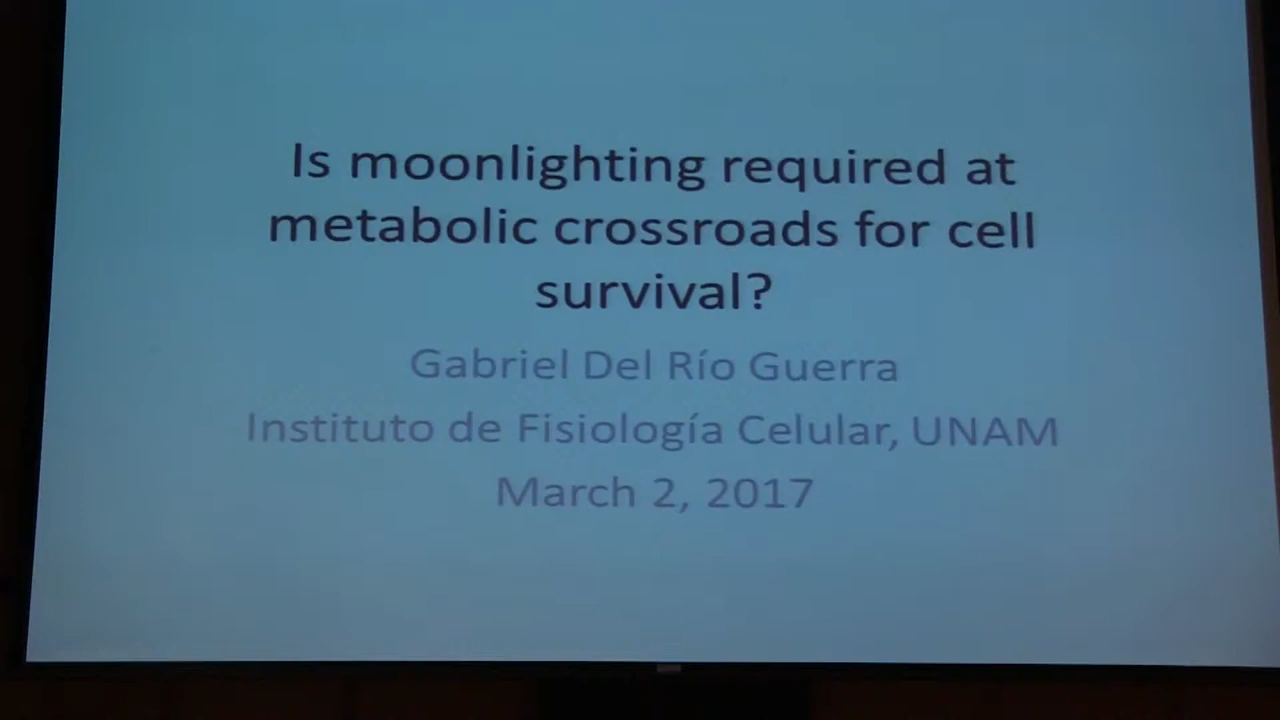 Is moonlighting required at
metabolic crossroads for cell
survival?
Gabriel Del Río Guerra
Instituto de Fisiología Celular, UNAM
March 2, 2017